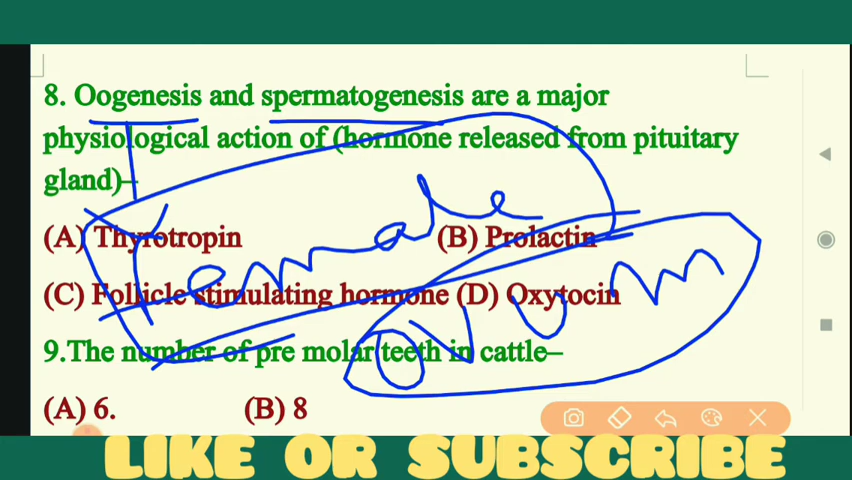 8. Oogenesis and spermatogenesis are a major
physiological action of (hormone released from pituitary
gland)–
(A) Thyrotropin (B) Prolactin
Female
(C) Follicle stimulating hormone (D) Oxytocin
Ovum
9.The number of pre molar teeth in cattle–
(A) 6. (B) 8
LIKE OR SUBSCRIBE